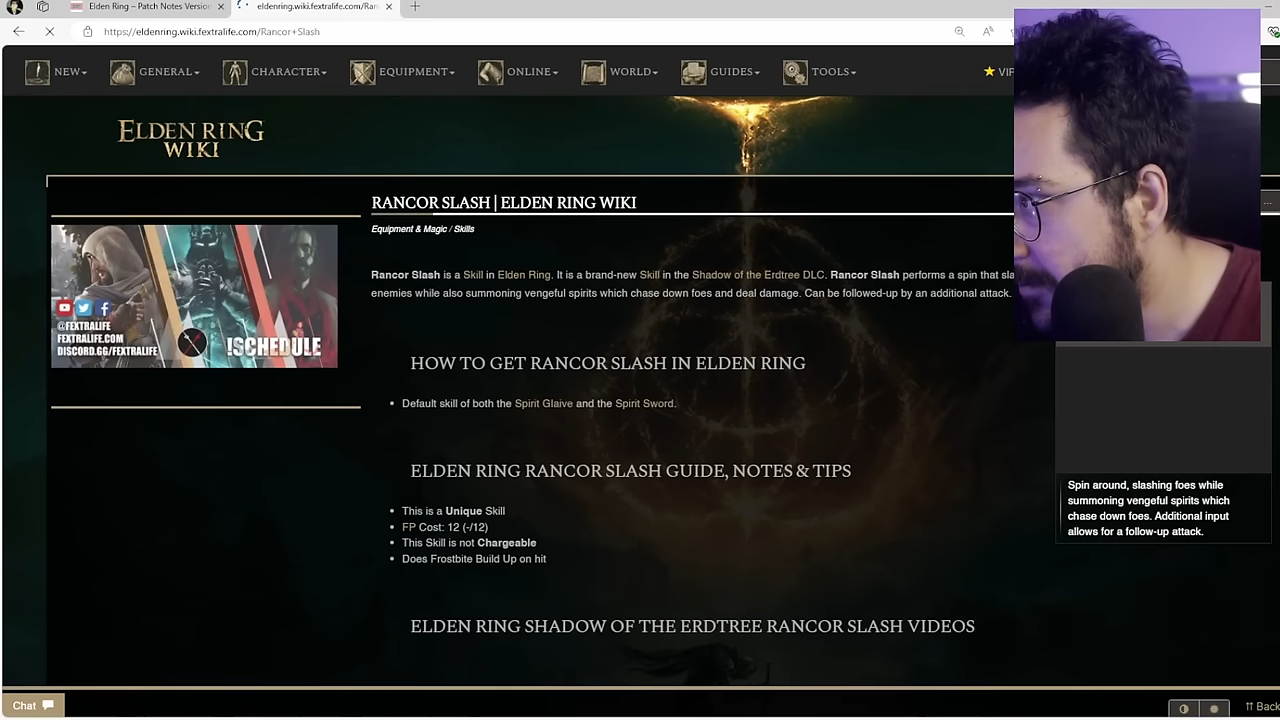 Elden Ring – Patch Notes Version
eldenring.wiki.fextralife.com/Ran
https://eldenring.wiki.fextralife.com/Rancor+Slash
NEW GENERAL CHARACTER EQUIPMENT ONLINE WORLD GUIDES TOOLS VIP
ELDEN RING
WIKI
RANCOR SLASH | ELDEN RING WIKI
Equipment & Magic / Skills
@FEXTRALIFE
FEXTRALIFE.COM
DISCORD.GG/FEXTRALIFE
!SCHEDULE
Rancor Slash is a Skill in Elden Ring. It is a brand-new Skill in the Shadow of the Erdtree DLC. Rancor Slash performs a spin that sla
enemies while also summoning vengeful spirits which chase down foes and deal damage. Can be followed-up by an additional attack.
HOW TO GET RANCOR SLASH IN ELDEN RING
• Default skill of both the Spirit Glaive and the Spirit Sword.
ELDEN RING RANCOR SLASH GUIDE, NOTES & TIPS
• This is a Unique Skill
• FP Cost: 12 (-/12)
• This Skill is not Chargeable
• Does Frostbite Build Up on hit
Spin around, slashing foes while
summoning vengeful spirits which
chase down foes. Additional input
allows for a follow-up attack.
ELDEN RING SHADOW OF THE ERDTREE RANCOR SLASH VIDEOS
Chat
Back